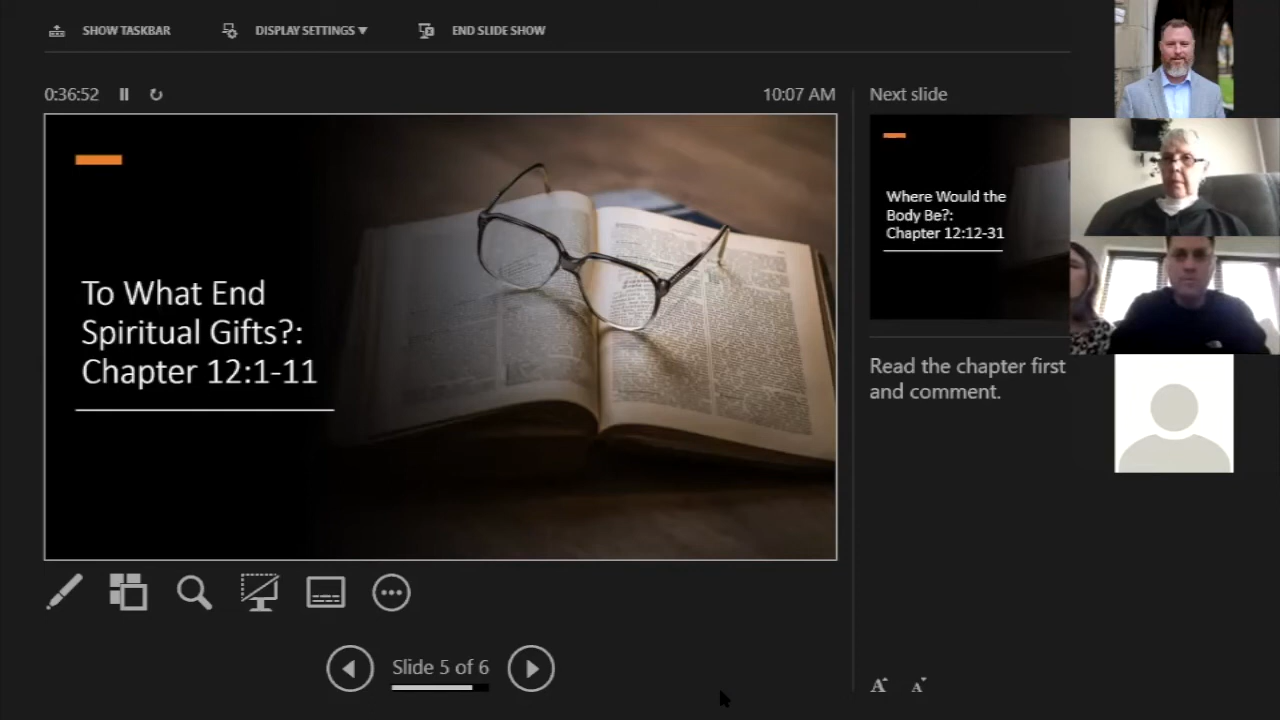 SHOW TASKBAR
DISPLAY SETTINGS ▼
END SLIDE SHOW
0:36:52
10:07 AM
Next slide
To What End
Spiritual Gifts?:
Chapter 12:1-11
Where Would the
Body Be?:
Chapter 12:12-31
Read the chapter first
and comment.
Slide 5 of 6
A A